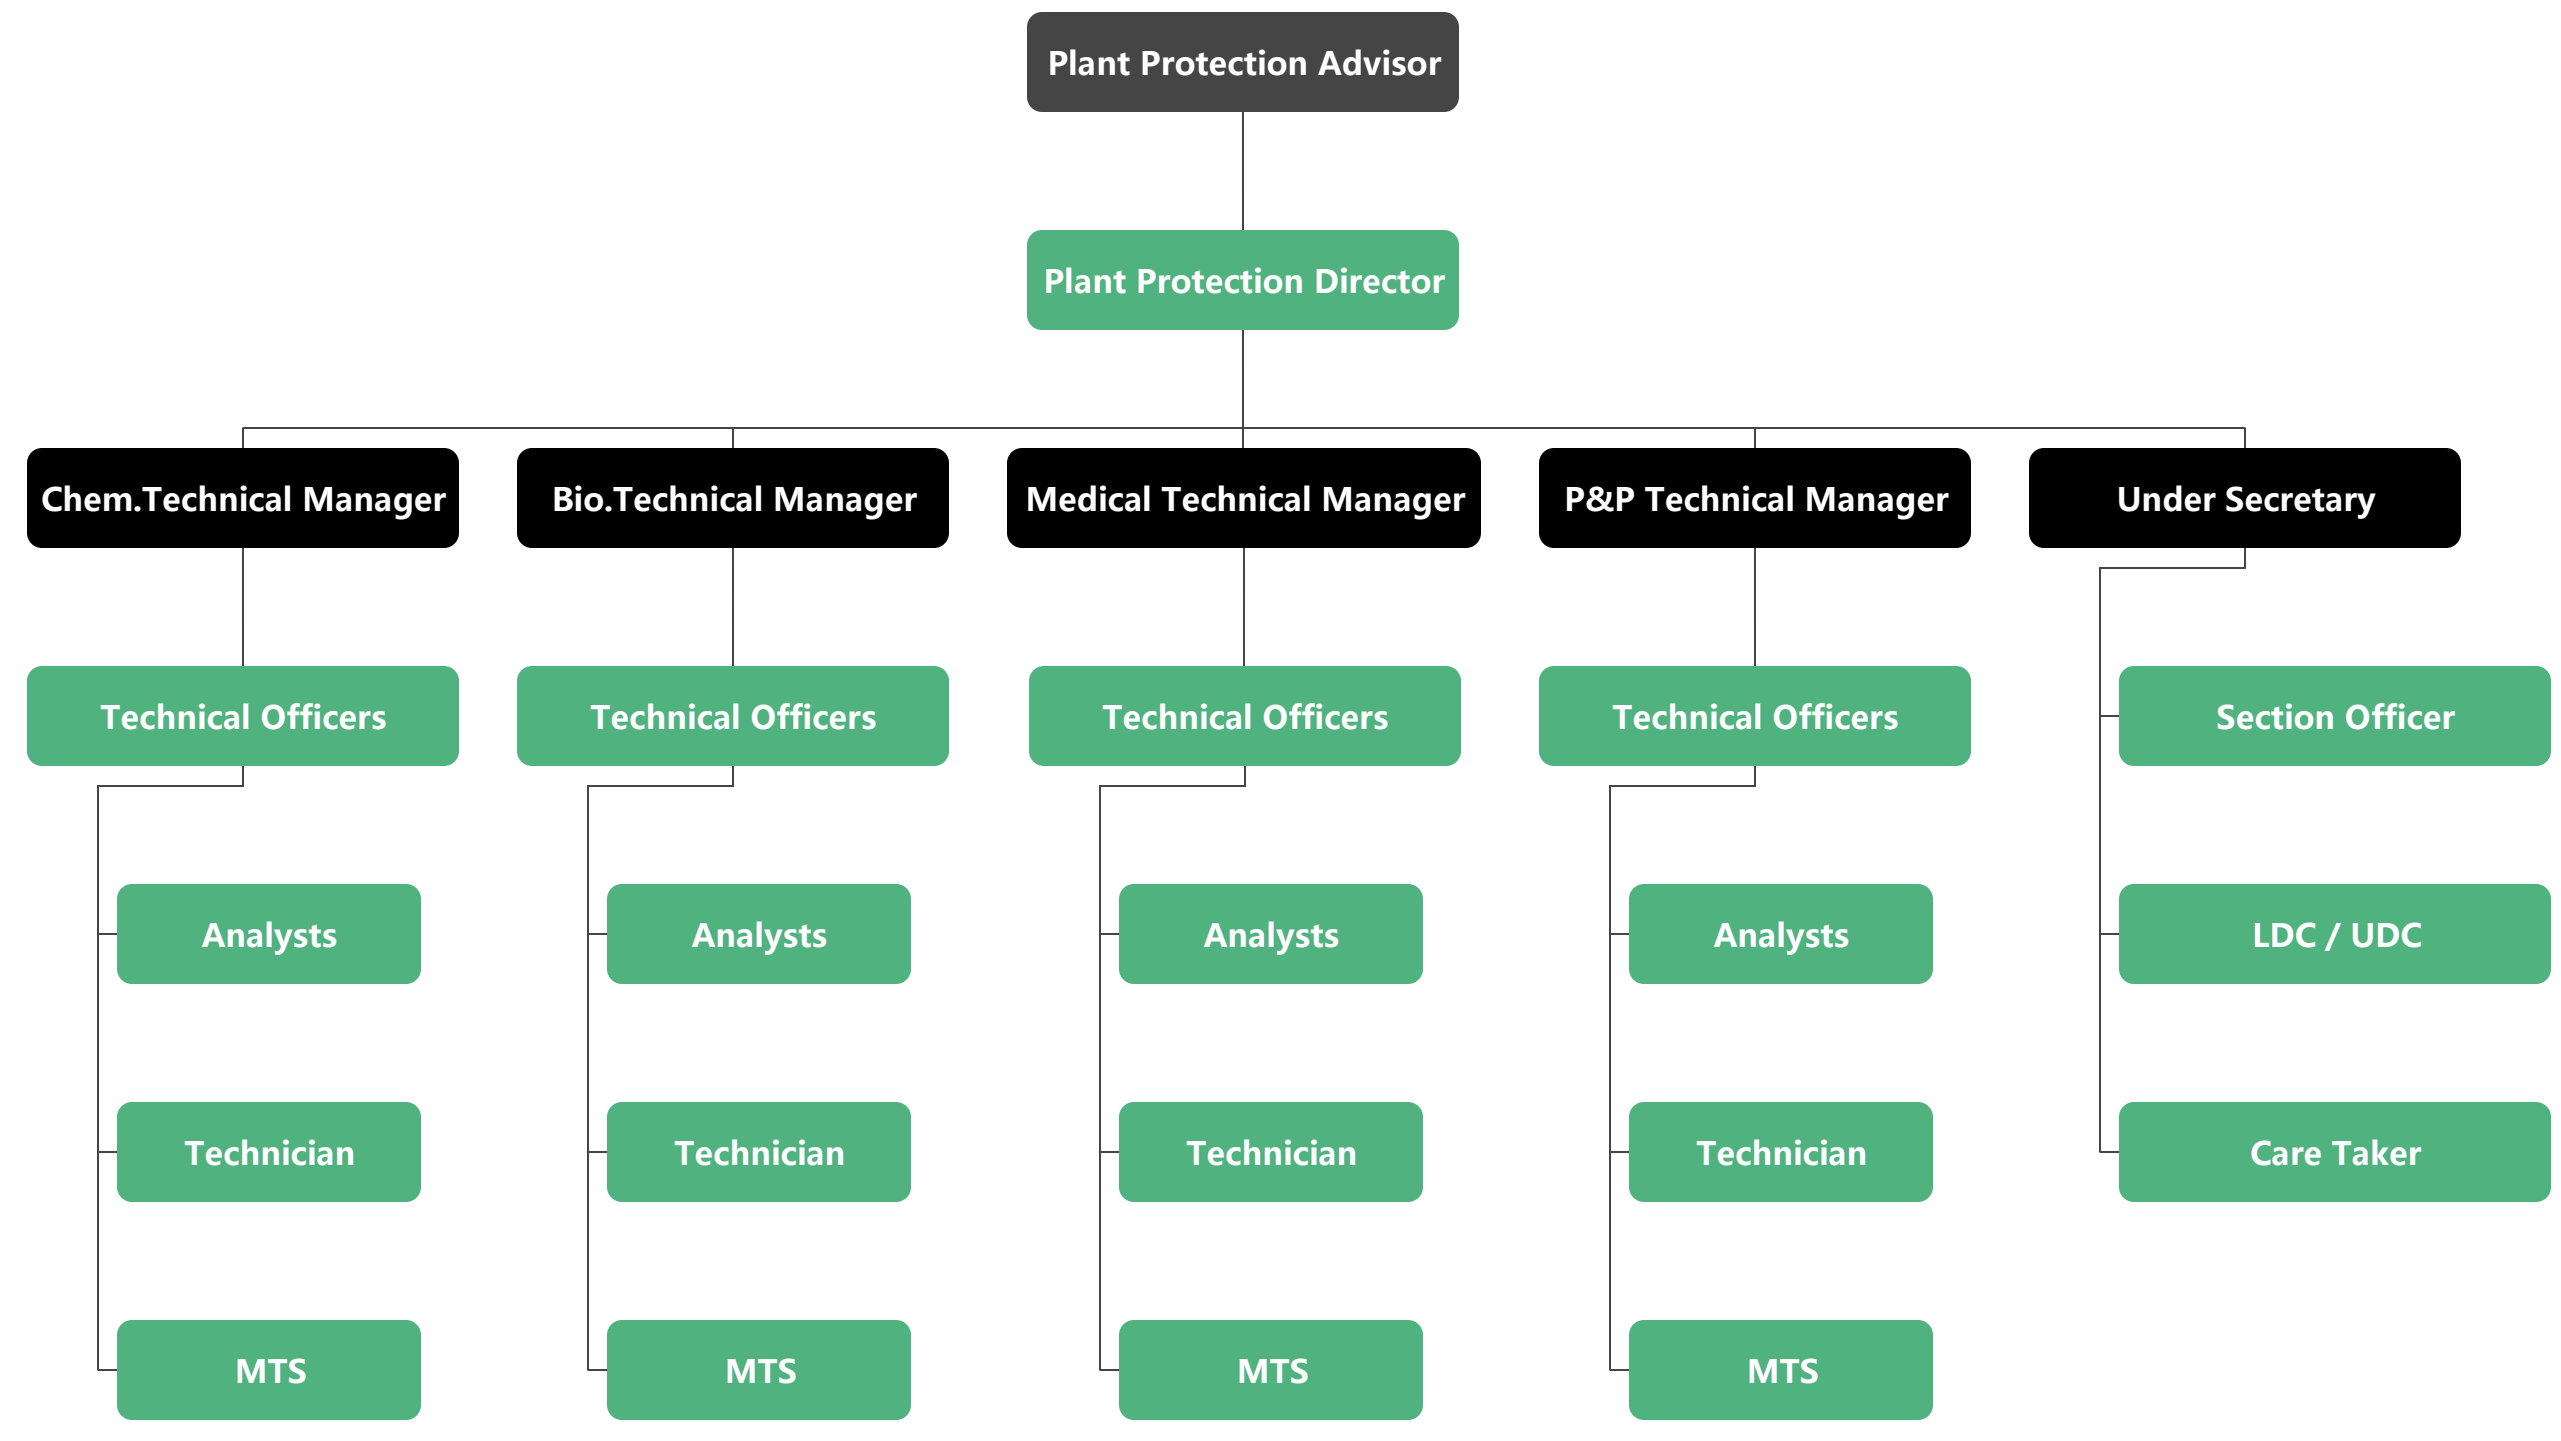 Plant Protection Advisor
Plant Protection Director
Chem.Technical Manager
Bio.Technical Manager
Medical Technical Manager
P&P Technical Manager
Under Secretary
Technical Officers
Technical Officers
Technical Officers
Technical Officers
Section Officer
Analysts
Analysts
Analysts
Analysts
LDC / UDC
Technician
Technician
Technician
Technician
Care Taker
MTS
MTS
MTS
MTS